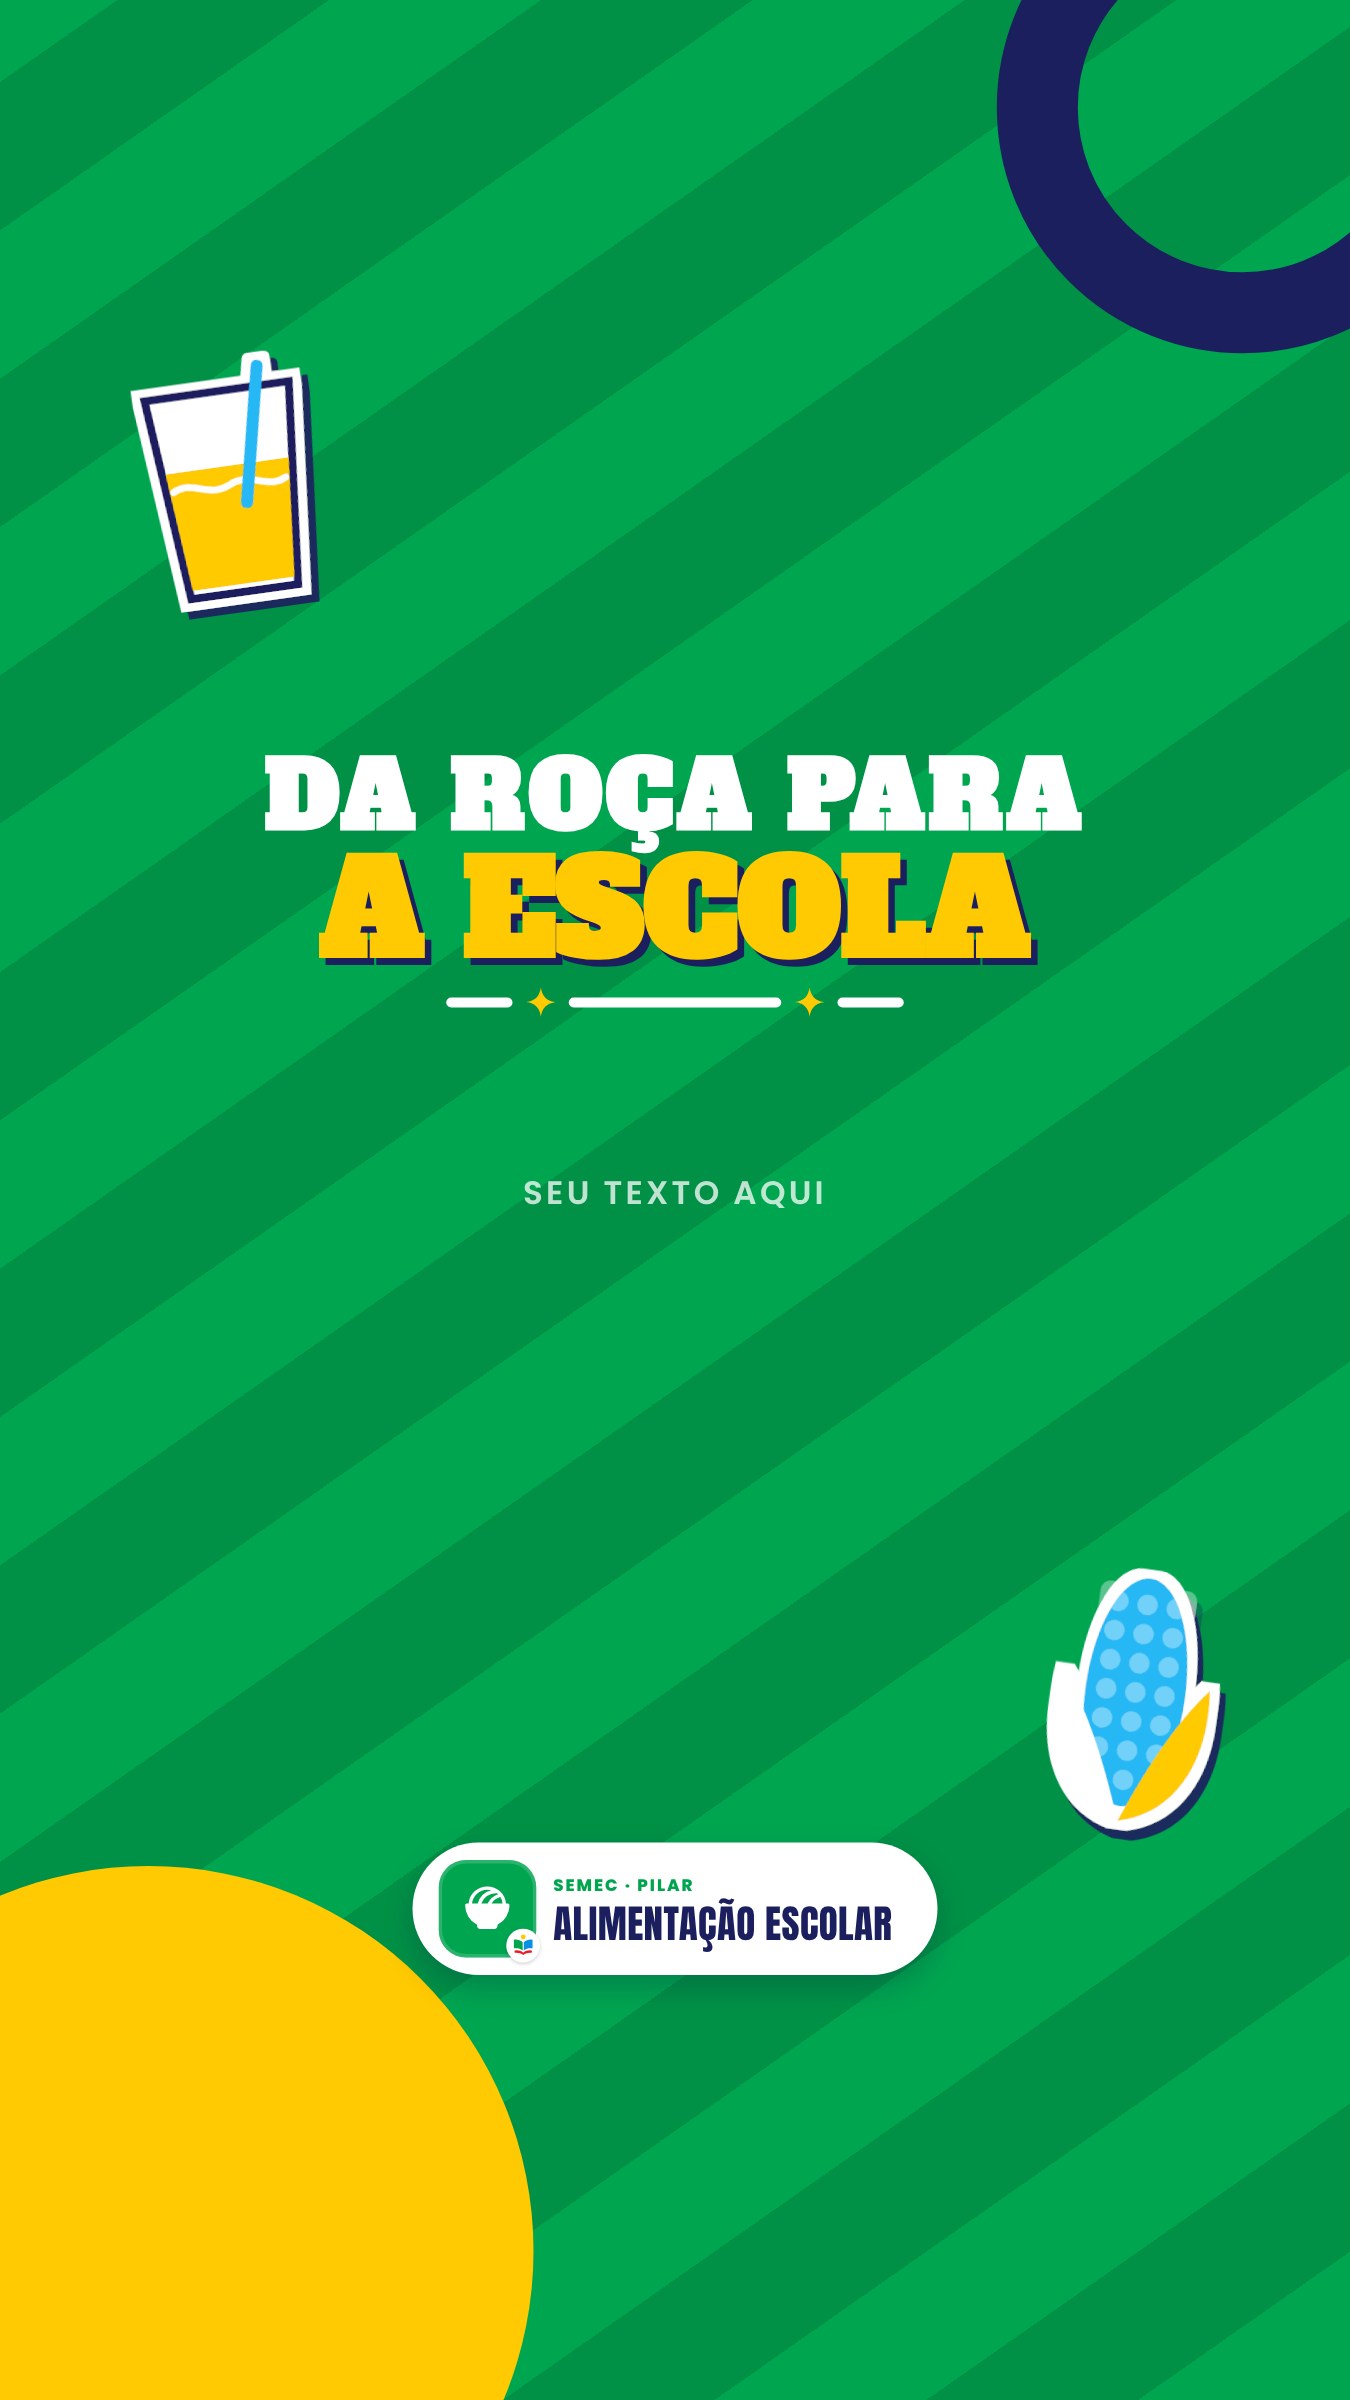 DA ROÇA PARA
A ESCOLA
SEU TEXTO AQUI
SEMEC · PILAR
ALIMENTAÇÃO ESCOLAR